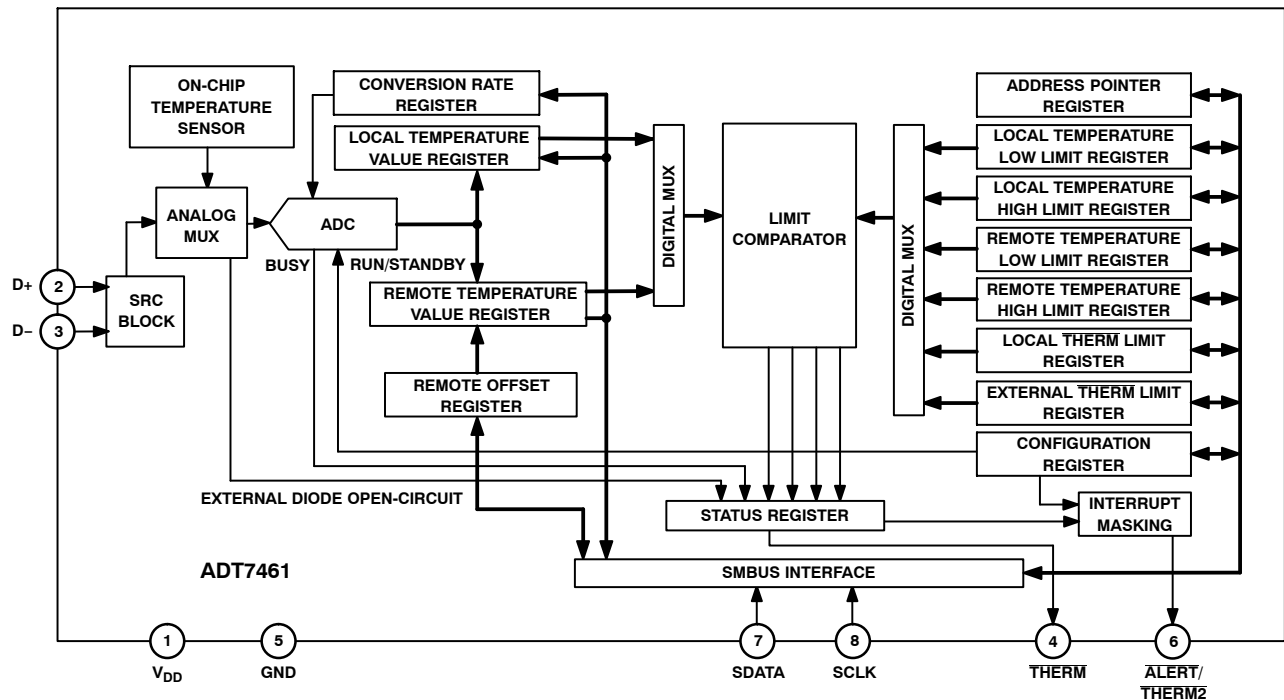 ON-CHIP
TEMPERATURE
SENSOR
CONVERSION RATE
REGISTER
LOCAL TEMPERATURE
VALUE REGISTER
ADDRESS POINTER
REGISTER
LOCAL TEMPERATURE
LOW LIMIT REGISTER
LOCAL TEMPERATURE
HIGH LIMIT REGISTER
REMOTE TEMPERATURE
LOW LIMIT REGISTER
REMOTE TEMPERATURE
HIGH LIMIT REGISTER
LOCAL THERM LIMIT
REGISTER
EXTERNAL THERM LIMIT
REGISTER
CONFIGURATION
REGISTER
ANALOG
MUX
ADC
BUSY
RUN/STANDBY
DIGITAL MUX
LIMIT
COMPARATOR
DIGITAL MUX
D+
2
D–
3
SRC
BLOCK
REMOTE TEMPERATURE
VALUE REGISTER
REMOTE OFFSET
REGISTER
EXTERNAL DIODE OPEN-CIRCUIT
STATUS REGISTER
INTERRUPT
MASKING
SMBUS INTERFACE
ADT7461
1
5
7
8
4
6
VDD
GND
SDATA
SCLK
THERM
ALERT/
THERM2